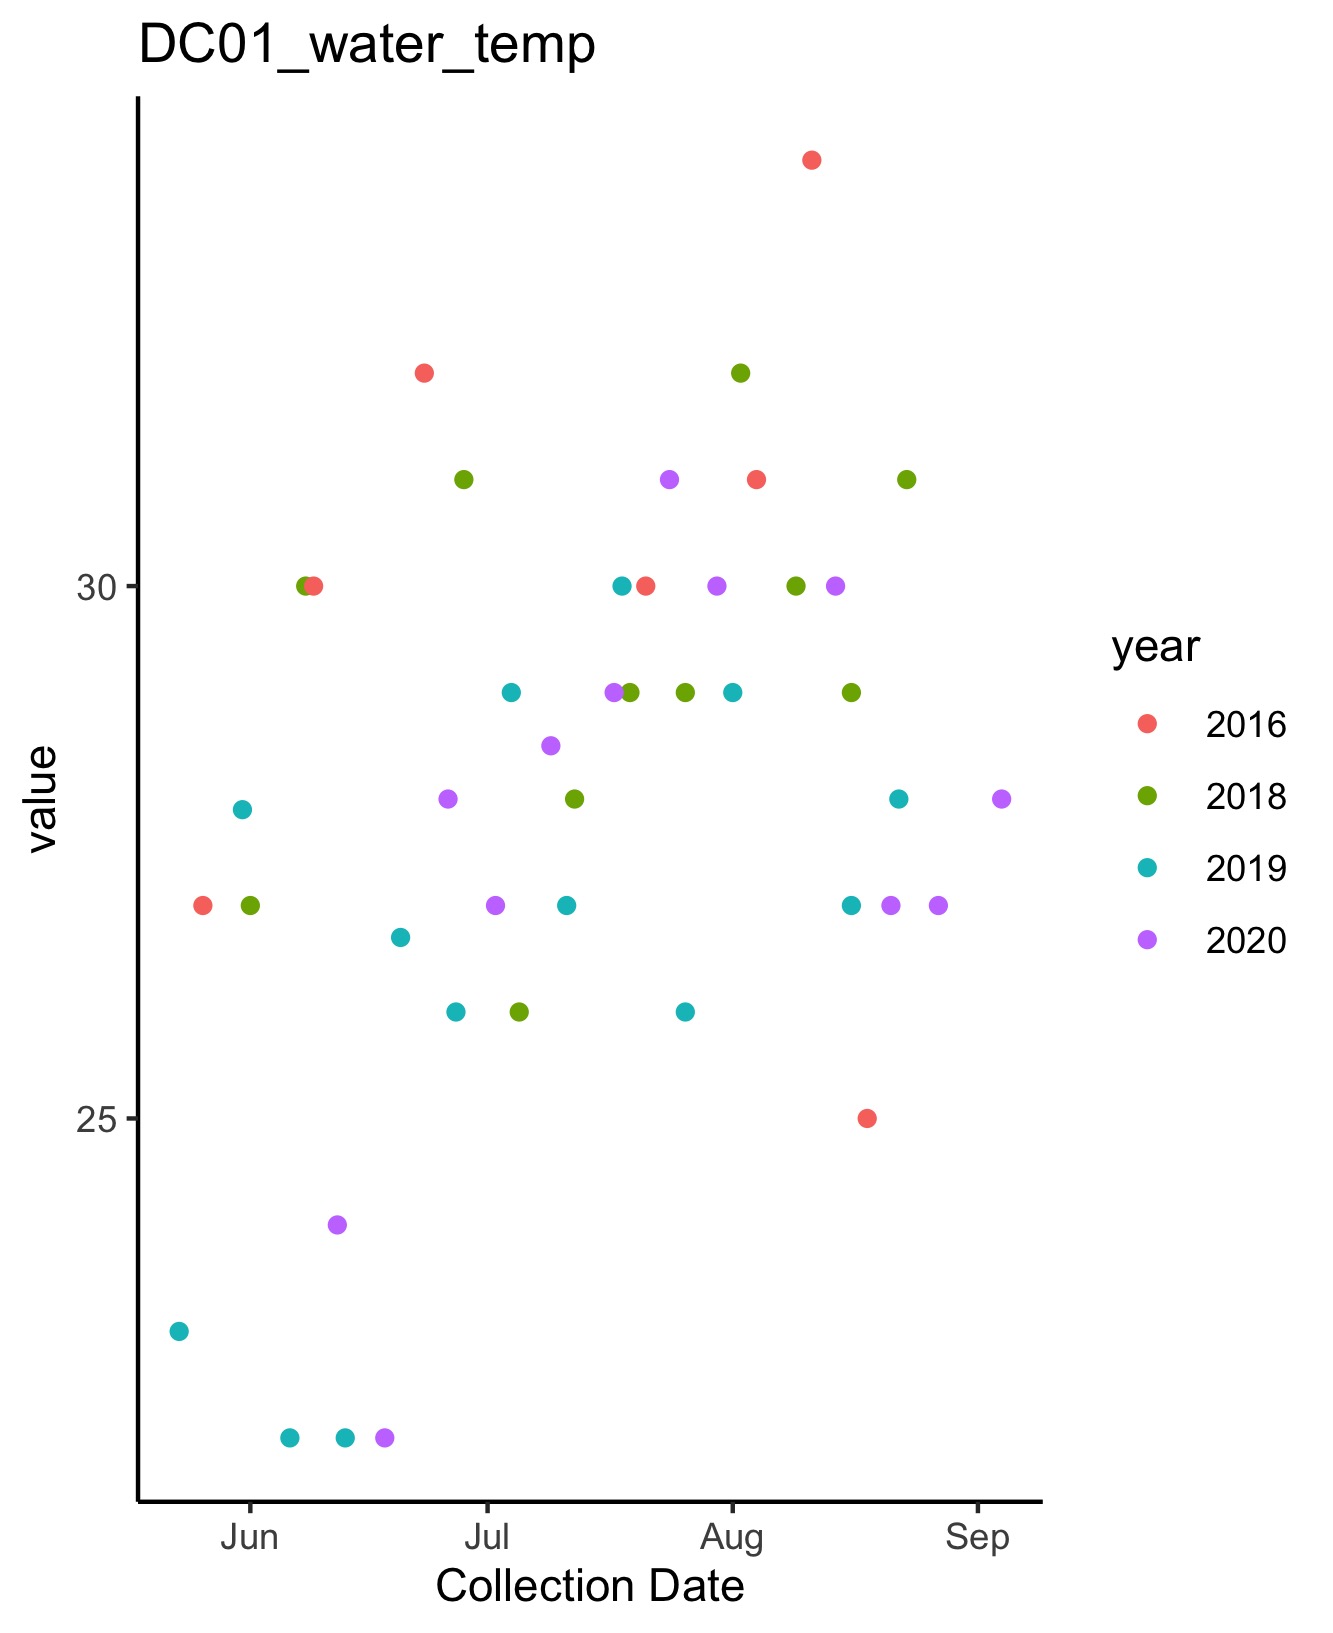 DC01_water_temp
30
25
value
Jun Jul Aug Sep
Collection Date
year
2016
2018
2019
2020